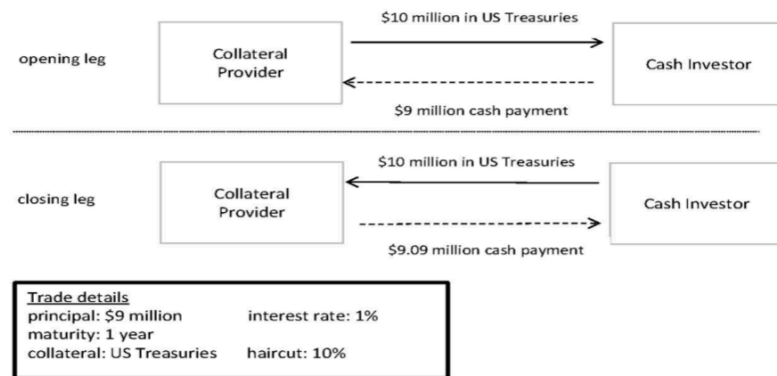 $10 million in US Treasuries
opening leg
Collateral
Provider
Cash Investor
$9 million cash payment
$10 million in US Treasuries
closing leg
Collateral
Provider
Cash Investor
$9.09 million cash payment
Trade details
principal: $9 million interest rate: 1%
maturity: 1 year
collateral: US Treasuries haircut: 10%